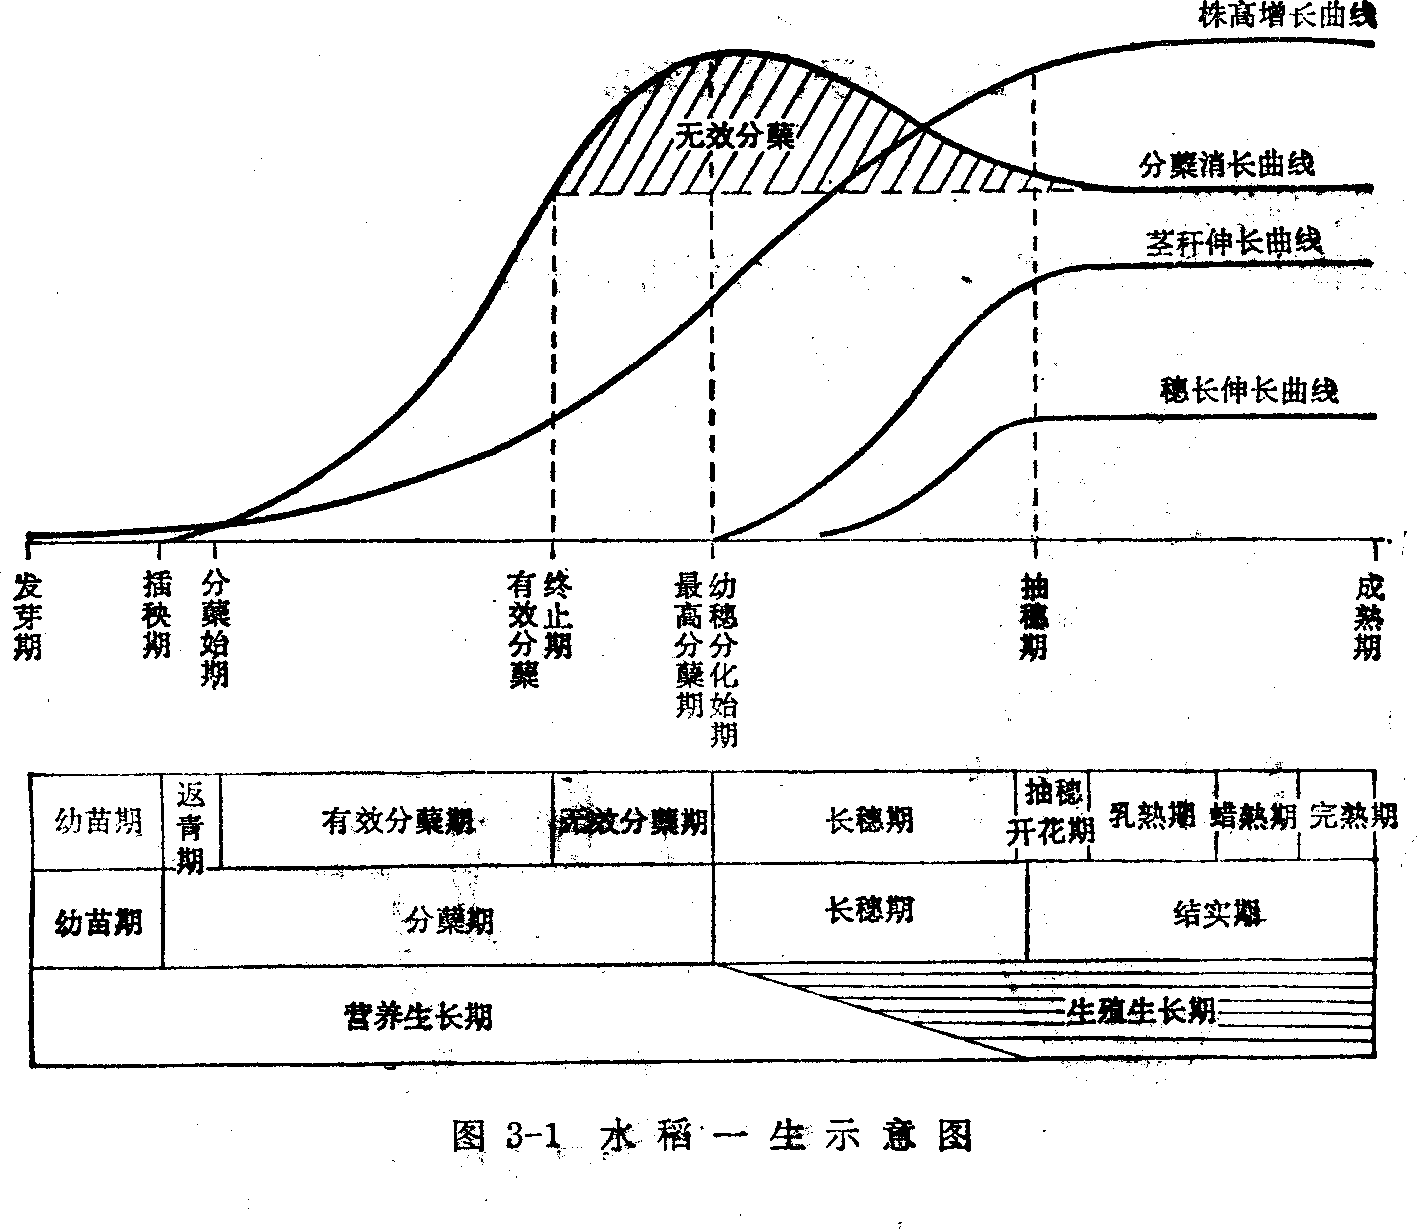 株高增长曲线
无效分蘖
分蘖消长曲线
茎秆伸长曲线
穗长伸长曲线
发芽期
插秧期
分蘖始期
有效分蘖
终止期
最高分蘖期
幼穗分化始期
抽穗期
成熟期
幼苗期
返青期
有效分蘖期
无效分蘖期
长穗期
抽穗
开花期
乳熟期
蜡熟期
完熟期
幼苗期
分蘖期
长穗期
结实期
营养生长期
生殖生长期
图 3-1 水稻一生示意图